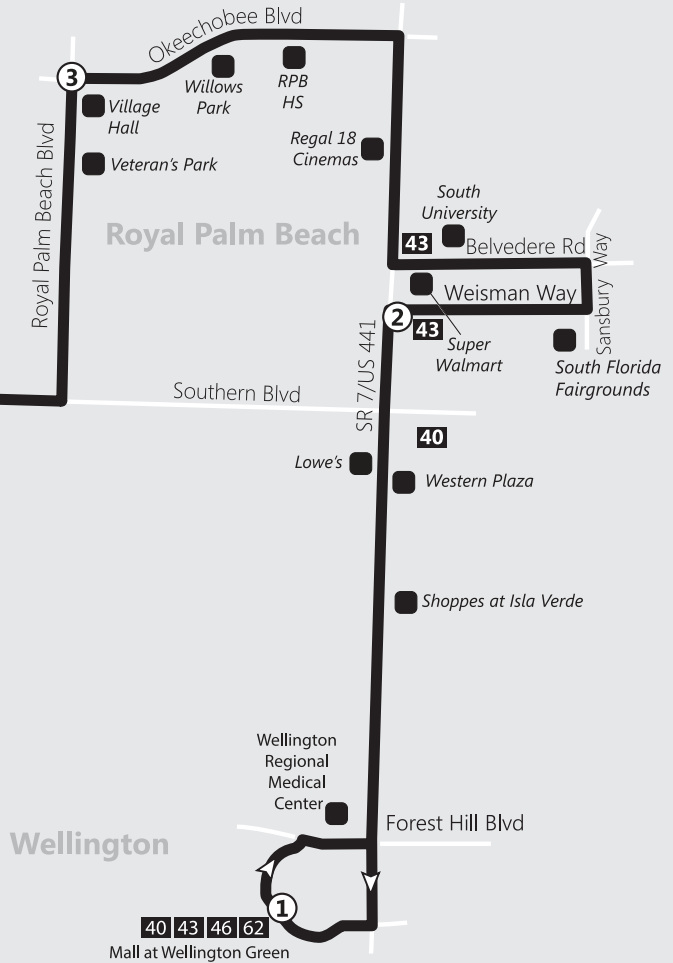 Okeechobee Blvd
3
Willows
Park
RPB
HS
Village
Hall
Veteran's Park
Royal Palm Beach Blvd
Regal 18
Cinemas
South
University
Royal Palm Beach
43
Belvedere Rd
Sansbury Way
Weisman Way
2
43
Super
Walmart
South Florida
Fairgrounds
SR 7/US 441
Southern Blvd
40
Lowe's
Western Plaza
Shoppes at Isla Verde
Wellington
Regional
Medical
Center
Forest Hill Blvd
Wellington
1
40 43 46 62
Mall at Wellington Green